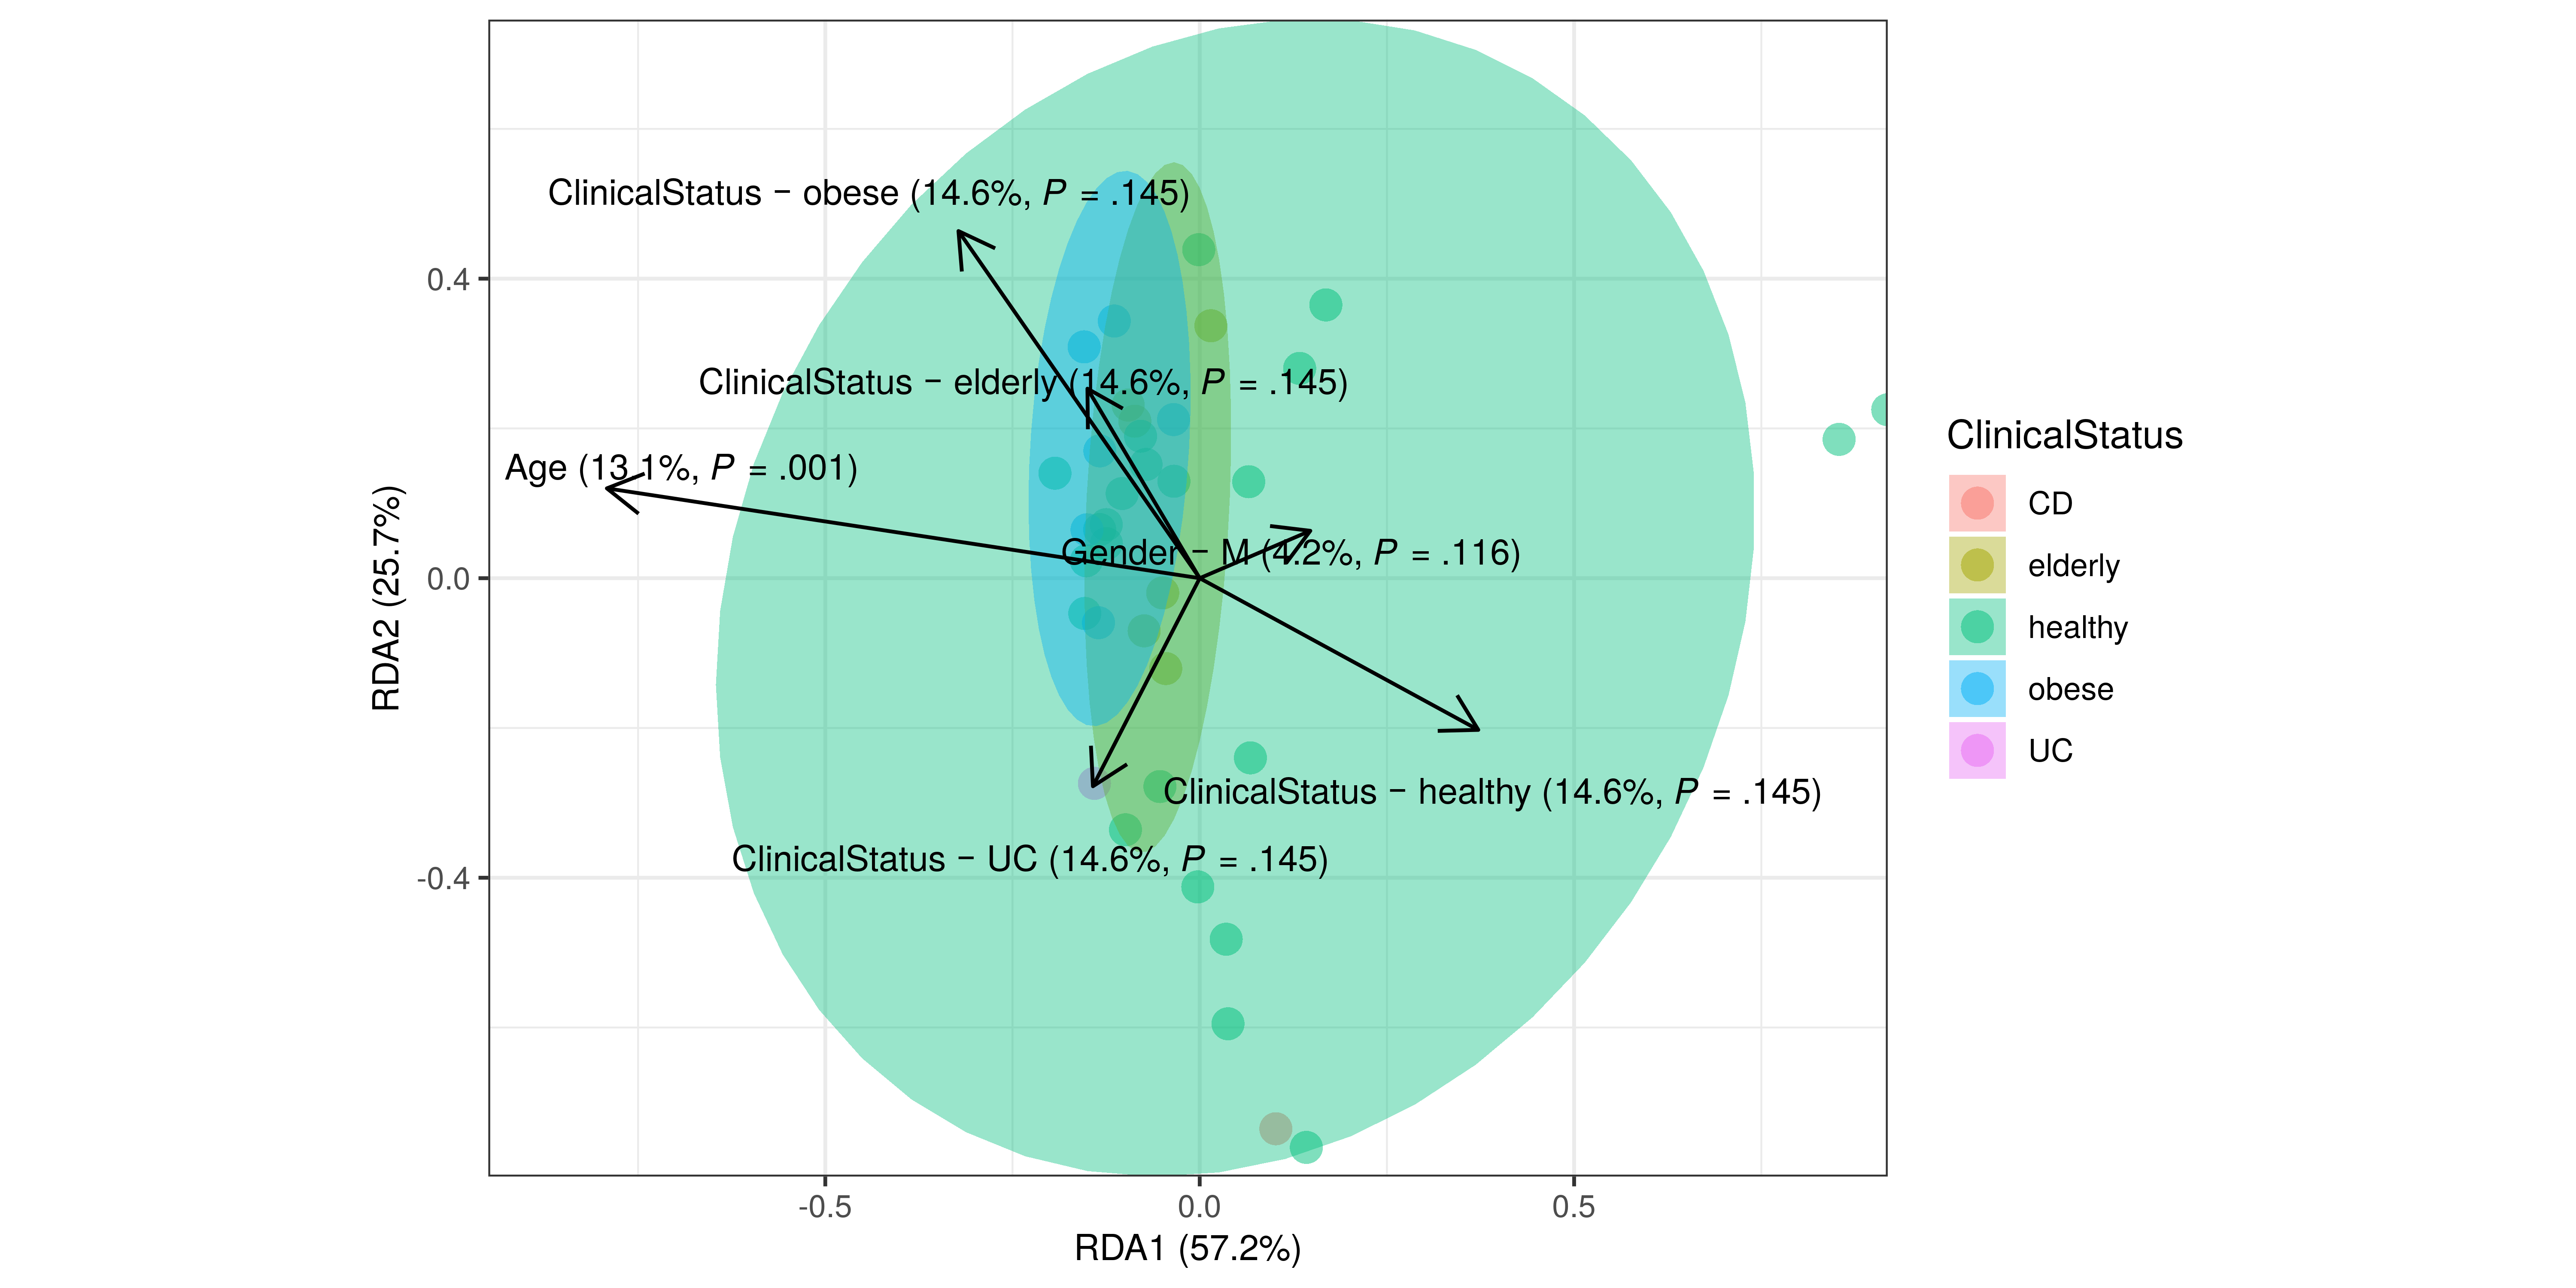 ClinicalStatus − obese (14.6%, P = .145)
0.4
ClinicalStatus − elderly (14.6%, P = .145)
Age (13.1%, P = .001)
Gender − M (4.2%, P = .116)
0.0
RDA2 (25.7%)
ClinicalStatus − healthy (14.6%, P = .145)
ClinicalStatus − UC (14.6%, P = .145)
-0.4
-0.5
0.0
0.5
RDA1 (57.2%)
ClinicalStatus
CD
elderly
healthy
obese
UC